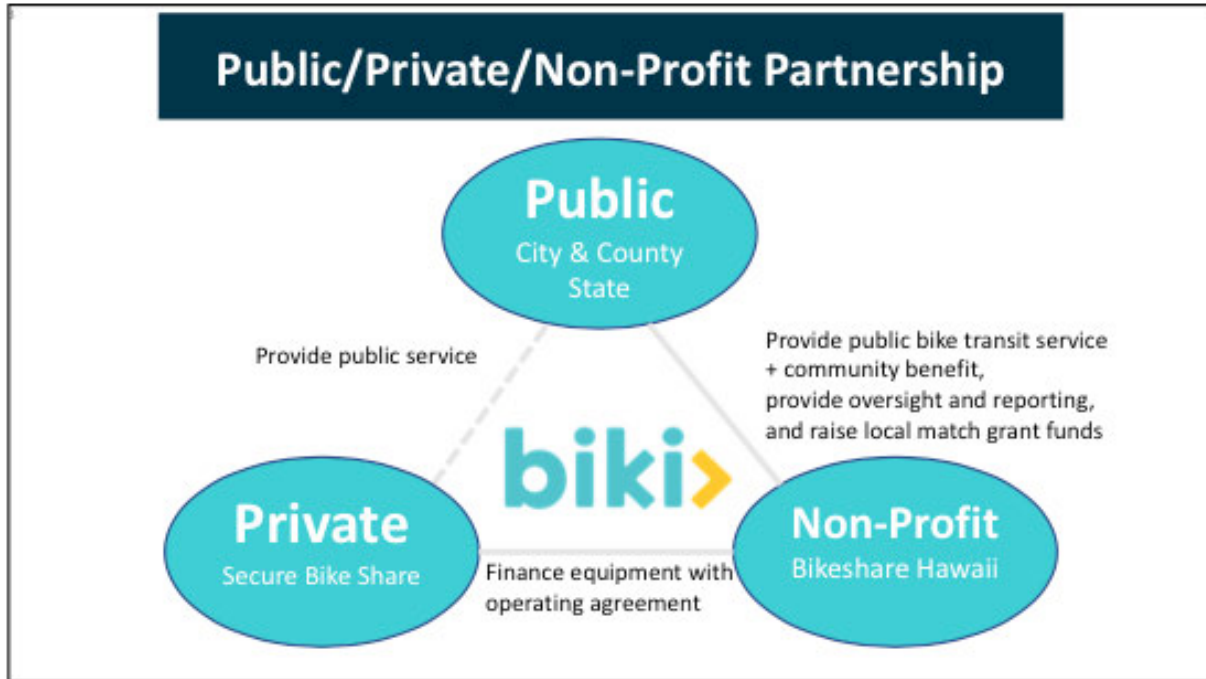 Public/Private/Non-Profit Partnership
Public
City & County
State
Provide public service
Provide public bike transit service
+ community benefit,
provide oversight and reporting,
and raise local match grant funds
biki
Private
Secure Bike Share
Finance equipment with
operating agreement
Non-Profit
Bikeshare Hawaii